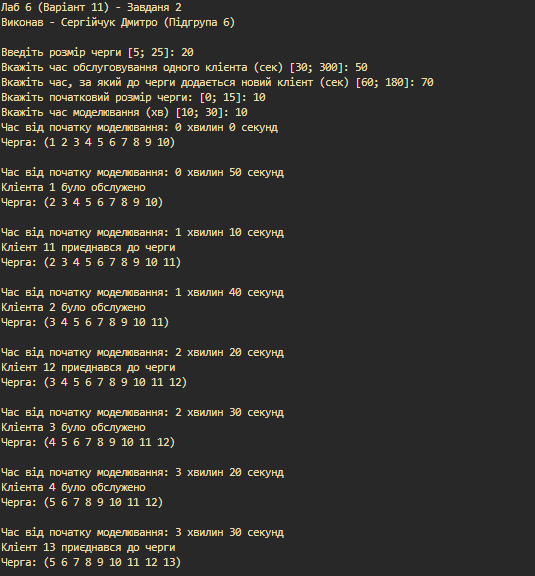 Лаб 6 (Варіант 11) - Завданя 2
Виконав - Сергійчук Дмитро (Підгрупа 6)
Введіть розмір черги [5; 25]: 20
Вкажіть час обслуговування одного клієнта (сек) [30; 300]: 50
Вкажіть час, за який до черги додається новий клієнт (сек) [60; 180]: 70
Вкажіть початковий розмір черги: [0; 15]: 10
Вкажіть час моделювання (хв) [10; 30]: 10
Час від початку моделювання: 0 хвилин 0 секунд
Черга: (1 2 3 4 5 6 7 8 9 10)
Час від початку моделювання: 0 хвилин 50 секунд
Клієнта 1 було обслужено
Черга: (2 3 4 5 6 7 8 9 10)
Час від початку моделювання: 1 хвилин 10 секунд
Клієнт 11 приєднався до черги
Черга: (2 3 4 5 6 7 8 9 10 11)
Час від початку моделювання: 1 хвилин 40 секунд
Клієнта 2 було обслужено
Черга: (3 4 5 6 7 8 9 10 11)
Час від початку моделювання: 2 хвилин 20 секунд
Клієнт 12 приєднався до черги
Черга: (3 4 5 6 7 8 9 10 11 12)
Час від початку моделювання: 2 хвилин 30 секунд
Клієнта 3 було обслужено
Черга: (4 5 6 7 8 9 10 11 12)
Час від початку моделювання: 3 хвилин 20 секунд
Клієнта 4 було обслужено
Черга: (5 6 7 8 9 10 11 12)
Час від початку моделювання: 3 хвилин 30 секунд
Клієнт 13 приєднався до черги
Черга: (5 6 7 8 9 10 11 12 13)